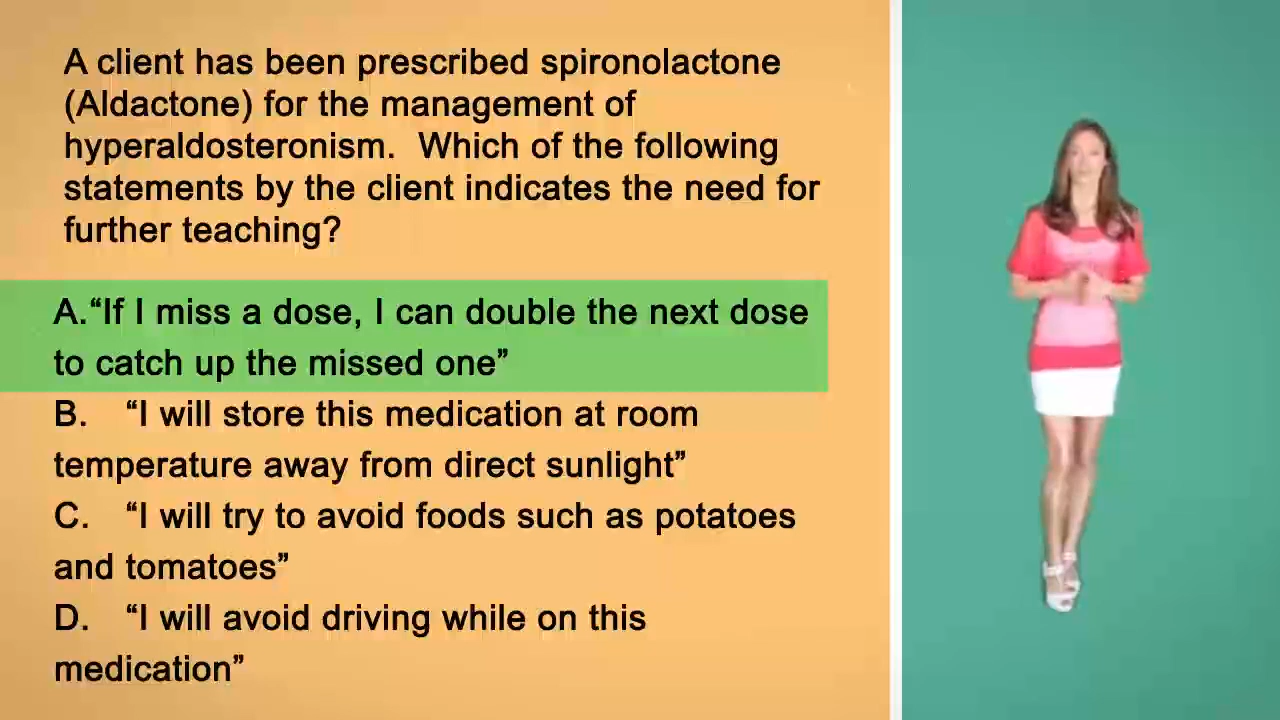 A client has been prescribed spironolactone
(Aldactone) for the management of
hyperaldosteronism.  Which of the following
statements by the client indicates the need for
further teaching?
A.“If I miss a dose, I can double the next dose
to catch up the missed one”
B.   “I will store this medication at room
temperature away from direct sunlight”
C.   “I will try to avoid foods such as potatoes
and tomatoes”
D.   “I will avoid driving while on this
medication”